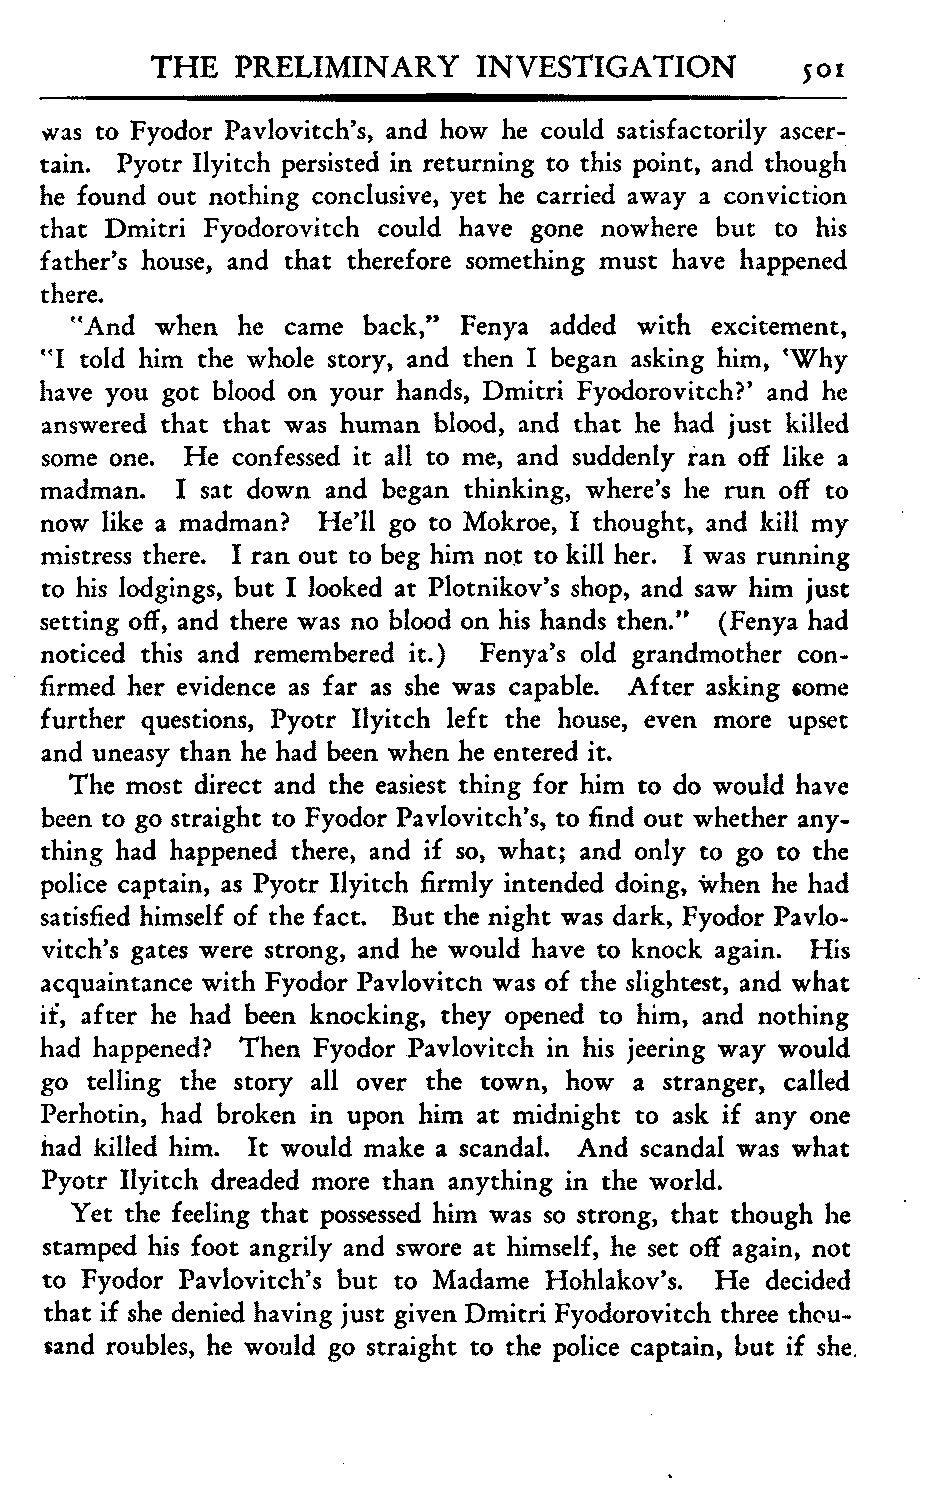 THE PRELIMINARY INVESTIGATION 501
was to Fyodor Pavlovitch's, and how he could satisfactorily ascer-
tain. Pyotr Ilyitch persisted in returning to this point, and though
he found out nothing conclusive, yet he carried away a conviction
that Dmitri Fyodorovitch could have gone nowhere but to his
father's house, and that therefore something must have happened
there.
"And when he came back," Fenya added with excitement,
"I told him the whole story, and then I began asking him, 'Why
have you got blood on your hands, Dmitri Fyodorovitch?' and he
answered that that was human blood, and that he had just killed
some one. He confessed it all to me, and suddenly ran off like a
madman. I sat down and began thinking, where's he run off to
now like a madman? He'll go to Mokroe, I thought, and kill my
mistress there. I ran out to beg him not to kill her. I was running
to his lodgings, but I looked at Plotnikov's shop, and saw him just
setting off, and there was no blood on his hands then." (Fenya had
noticed this and remembered it.) Fenya's old grandmother con-
firmed her evidence as far as she was capable. After asking some
further questions, Pyotr Ilyitch left the house, even more upset
and uneasy than he had been when he entered it.
The most direct and the easiest thing for him to do would have
been to go straight to Fyodor Pavlovitch's, to find out whether any-
thing had happened there, and if so, what; and only to go to the
police captain, as Pyotr Ilyitch firmly intended doing, when he had
satisfied himself of the fact. But the night was dark, Fyodor Pavlo-
vitch's gates were strong, and he would have to knock again. His
acquaintance with Fyodor Pavlovitch was of the slightest, and what
if, after he had been knocking, they opened to him, and nothing
had happened? Then Fyodor Pavlovitch in his jeering way would
go telling the story all over the town, how a stranger, called
Perhotin, had broken in upon him at midnight to ask if any one
had killed him. It would make a scandal. And scandal was what
Pyotr Ilyitch dreaded more than anything in the world.
Yet the feeling that possessed him was so strong, that though he
stamped his foot angrily and swore at himself, he set off again, not
to Fyodor Pavlovitch's but to Madame Hohlakov's. He decided
that if she denied having just given Dmitri Fyodorovitch three thou-
sand roubles, he would go straight to the police captain, but if she